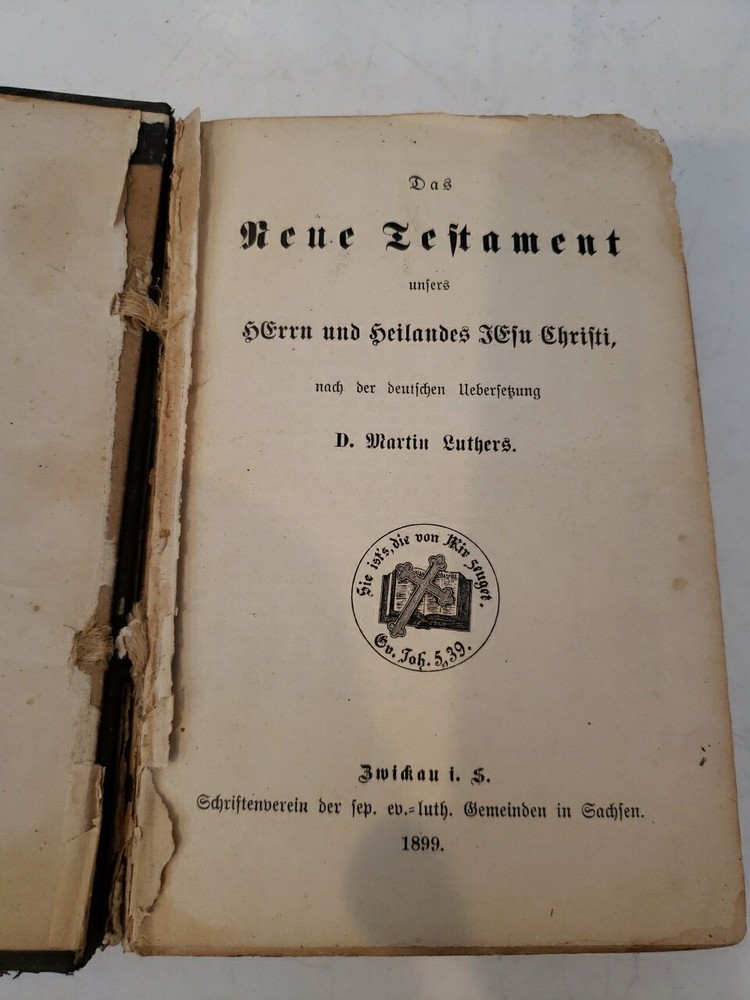 Das
Neue Testament
unsers
HErrn und Heilandes JEsu Christi,
nach der deutschen Uebersetzung
D. Martin Luthers.
Sie ist's, die von Mir zeuget.
Ev. Joh. 5, 39.
Zwickau i. S.
Schriftenverein der sep. ev.-luth. Gemeinden in Sachsen.
1899.